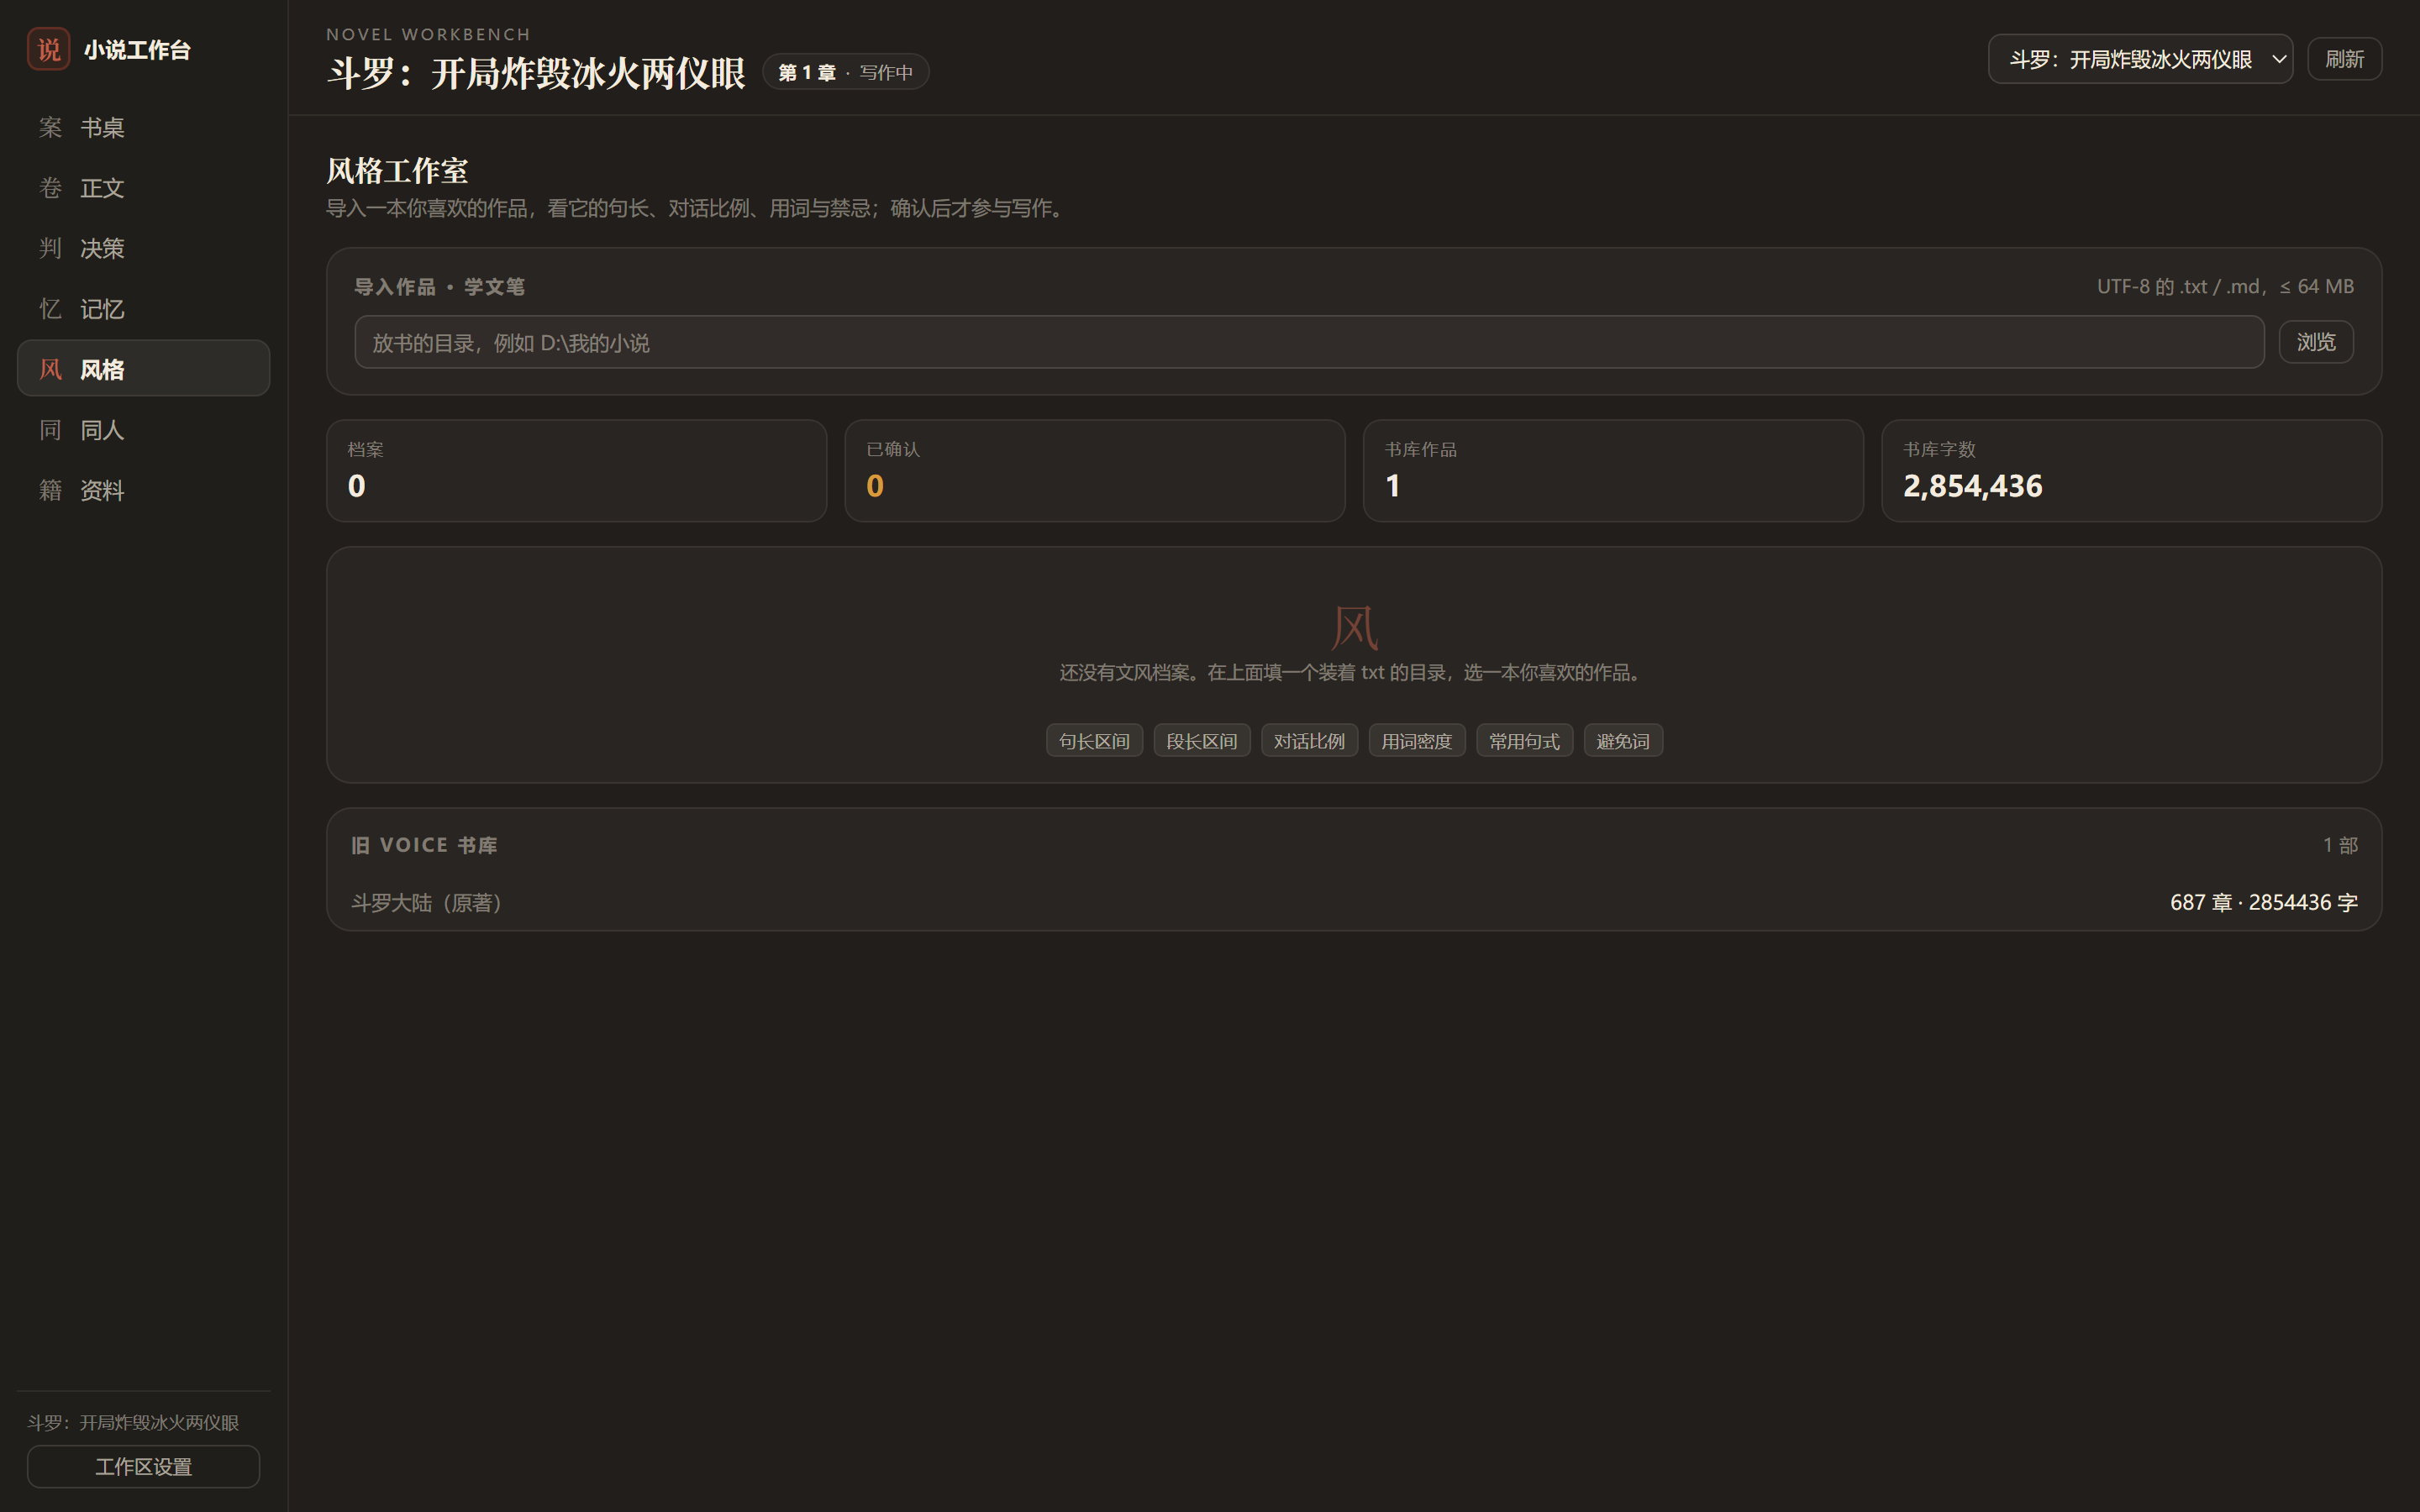 说 小说工作台
案 书桌
卷 正文
判 决策
忆 记忆
风 风格
同 同人
籍 资料
斗罗：开局炸毁冰火两仪眼
工作区设置
NOVEL WORKBENCH
斗罗：开局炸毁冰火两仪眼 第 1 章 · 写作中
斗罗：开局炸毁冰火两仪眼 刷新
风格工作室
导入一本你喜欢的作品，看它的句长、对话比例、用词与禁忌；确认后才参与写作。
导入作品 · 学文笔 UTF-8 的 .txt / .md，≤ 64 MB
放书的目录，例如 D:\我的小说 浏览
档案 已确认 书库作品 书库字数
0 0 1 2,854,436
风
还没有文风档案。在上面填一个装着 txt 的目录，选一本你喜欢的作品。
句长区间 段长区间 对话比例 用词密度 常用句式 避免词
旧 VOICE 书库 1 部
斗罗大陆（原著） 687 章 · 2854436 字